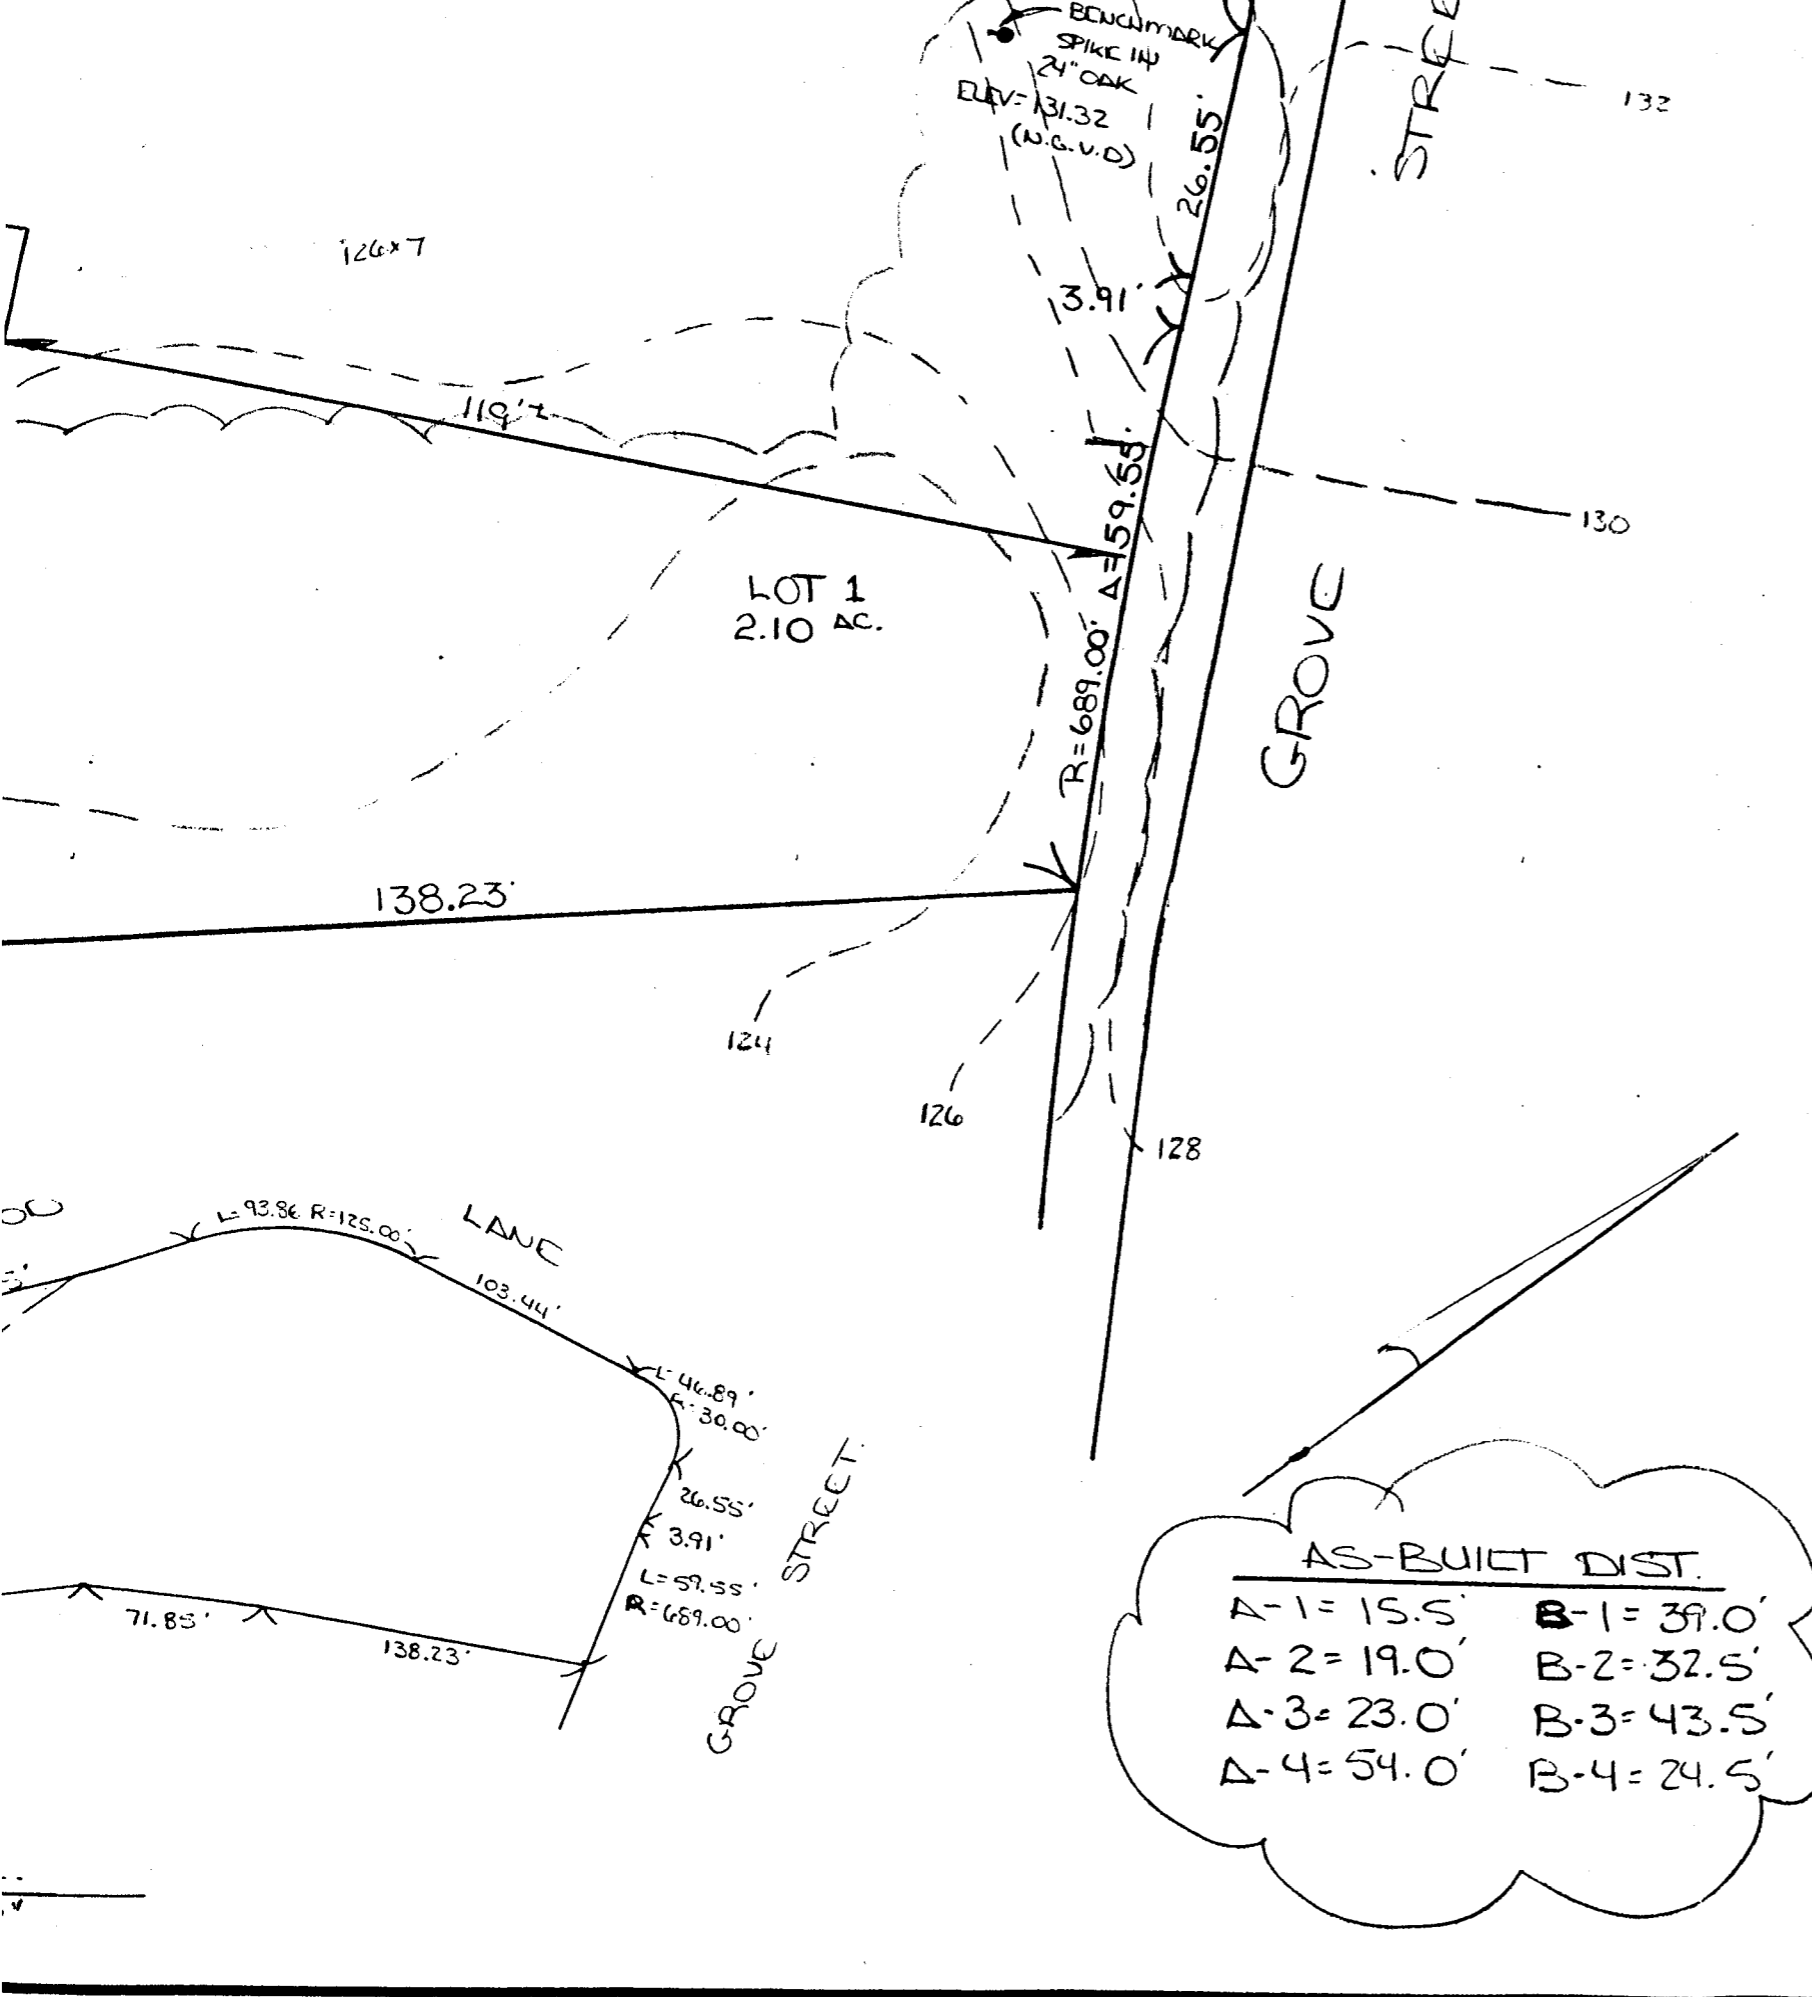 BENCHMARK
SPIKE IN
24" OAK
ELEV=131.32
(N.G.V.D)
STREE
132
26.55'
126x7
3.91'
119'±
A=59.55'
130
LOT 1
2.10 AC.
R=689.00'
GROVE
138.23'
124
126
128
L=93.86 R=125.00'
LANE
103.44'
L=46.89'
R=30.00'
26.55'
3.91'
L=59.55'
R=689.00'
GROVE STREET.
71.85'
138.23'
AS-BUILT DIST.
A-1=15.5' B-1=39.0'
A-2=19.0' B-2=32.5'
A-3=23.0' B-3=43.5'
A-4=54.0' B-4=24.5'